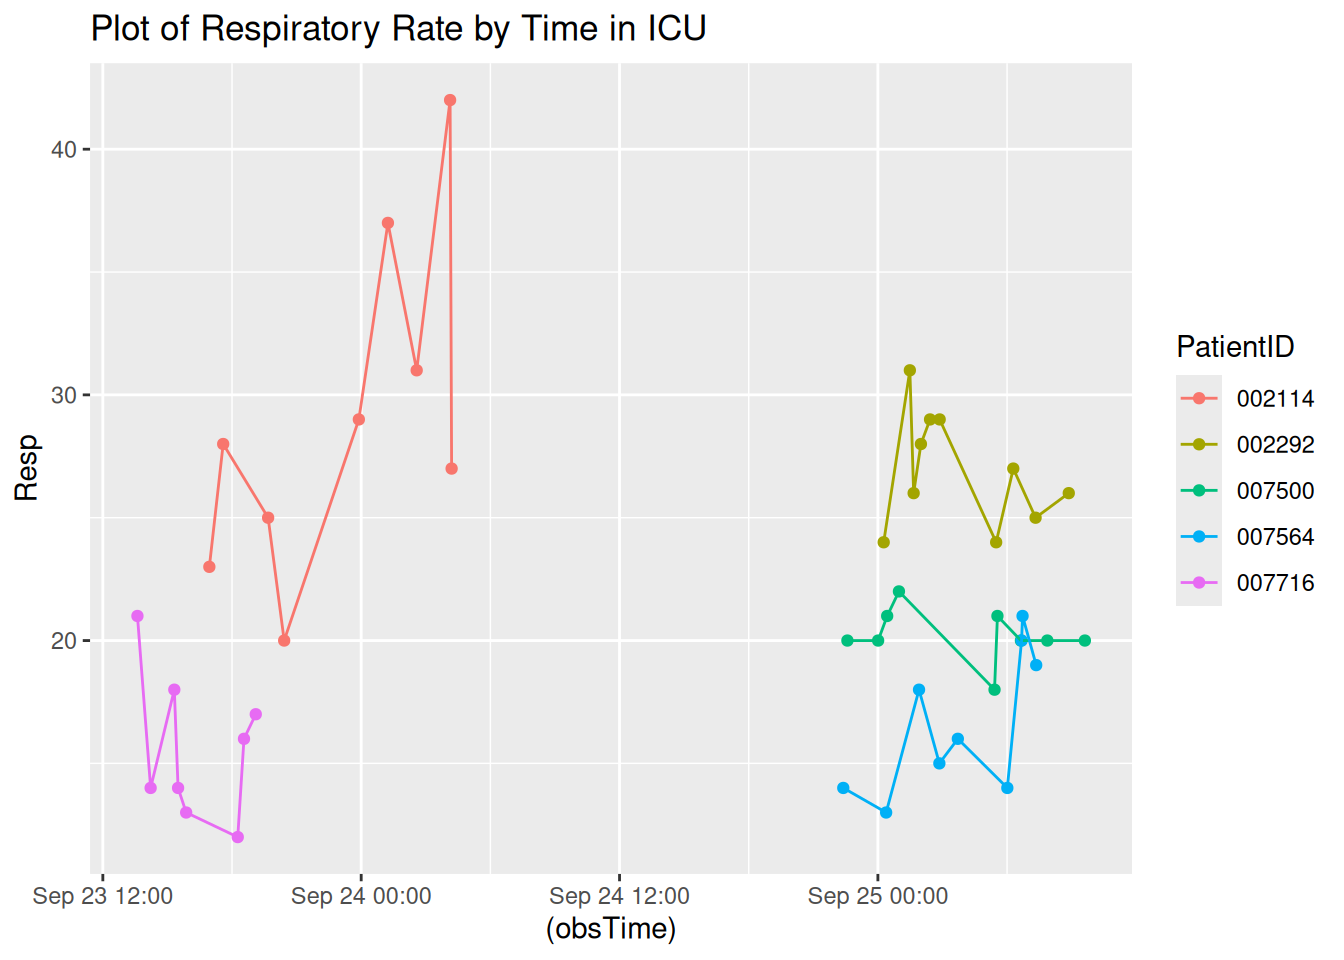 Plot of Respiratory Rate by Time in ICU
40
30
20
Resp
Sep 23 12:00
Sep 24 00:00
Sep 24 12:00
Sep 25 00:00
(obsTime)
PatientID
002114
002292
007500
007564
007716